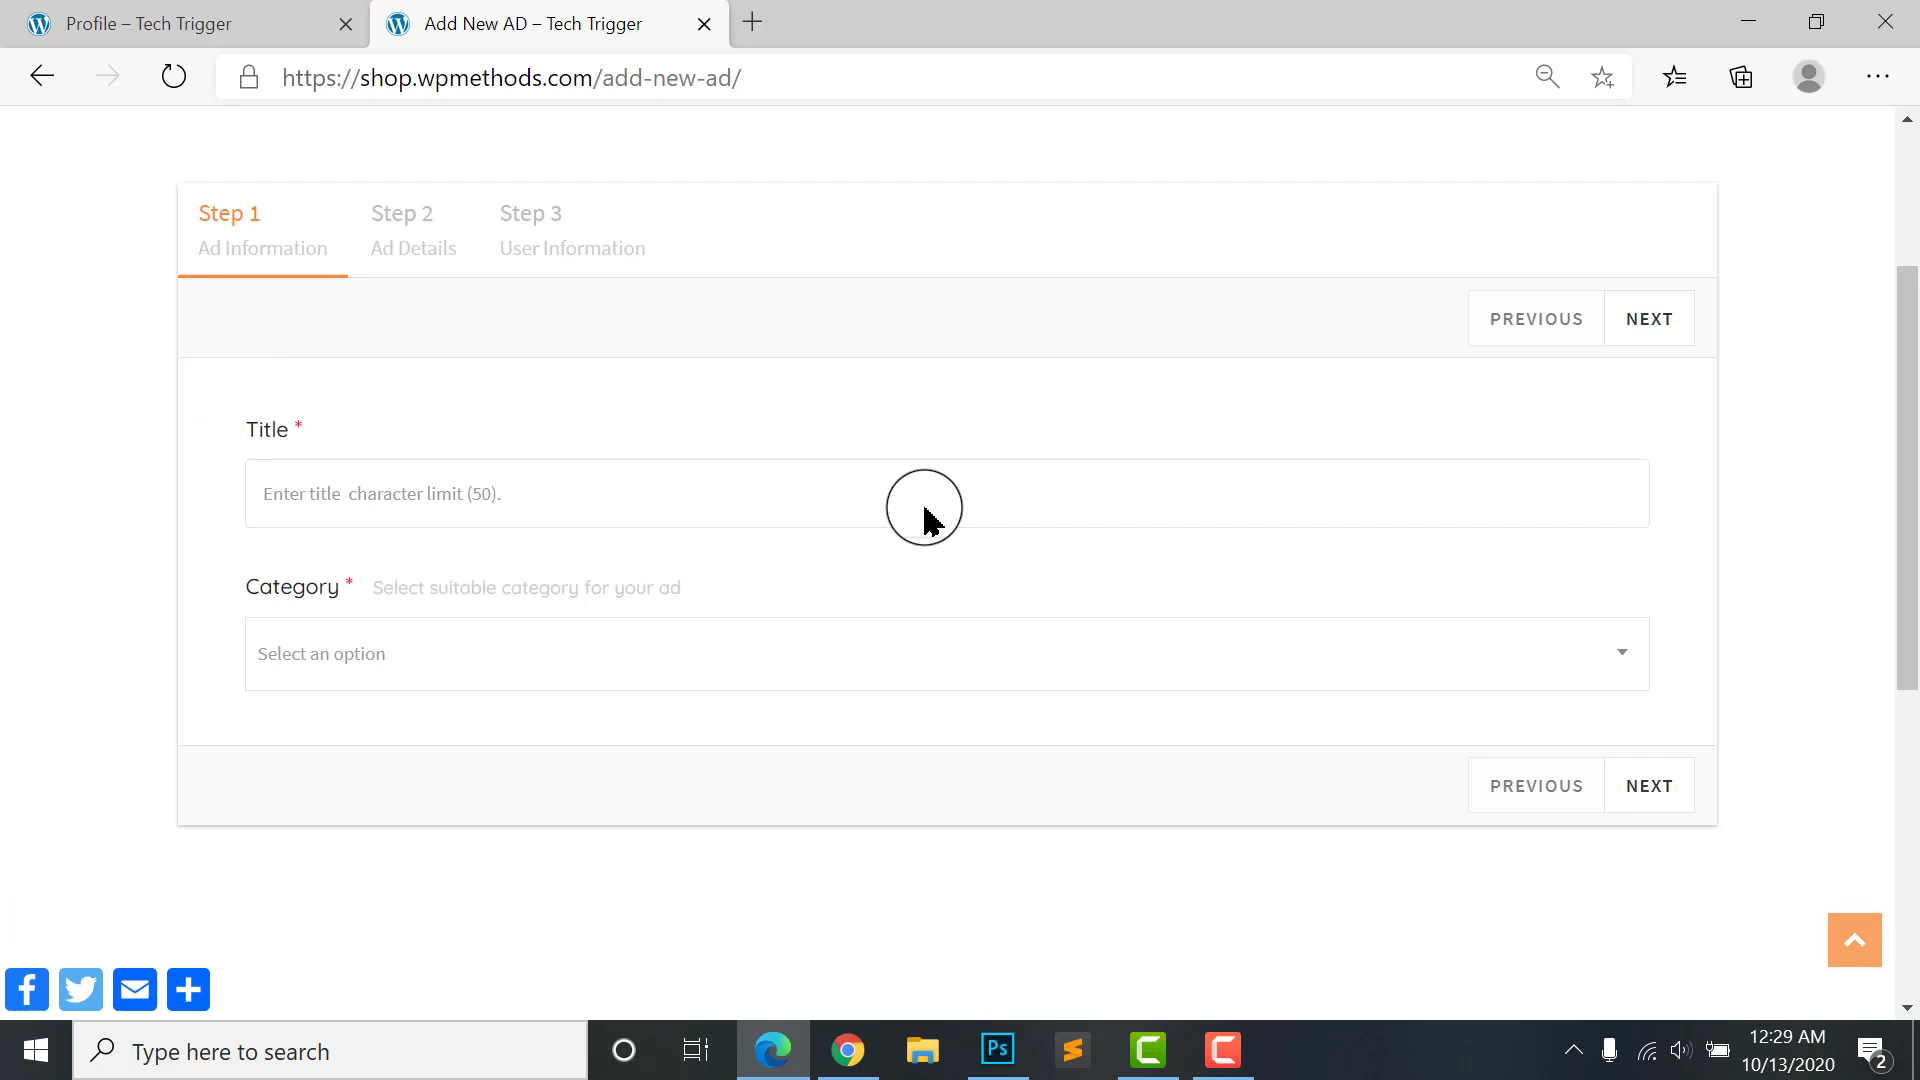 Profile – Tech Trigger
Add New AD – Tech Trigger
https://shop.wpmethods.com/add-new-ad/
Step 1
Ad Information
Step 2
Ad Details
Step 3
User Information
PREVIOUS
NEXT
Title *
Enter title character limit (50).
Category * Select suitable category for your ad
Select an option
PREVIOUS
NEXT
Type here to search
Ps
12:29 AM
10/13/2020
2